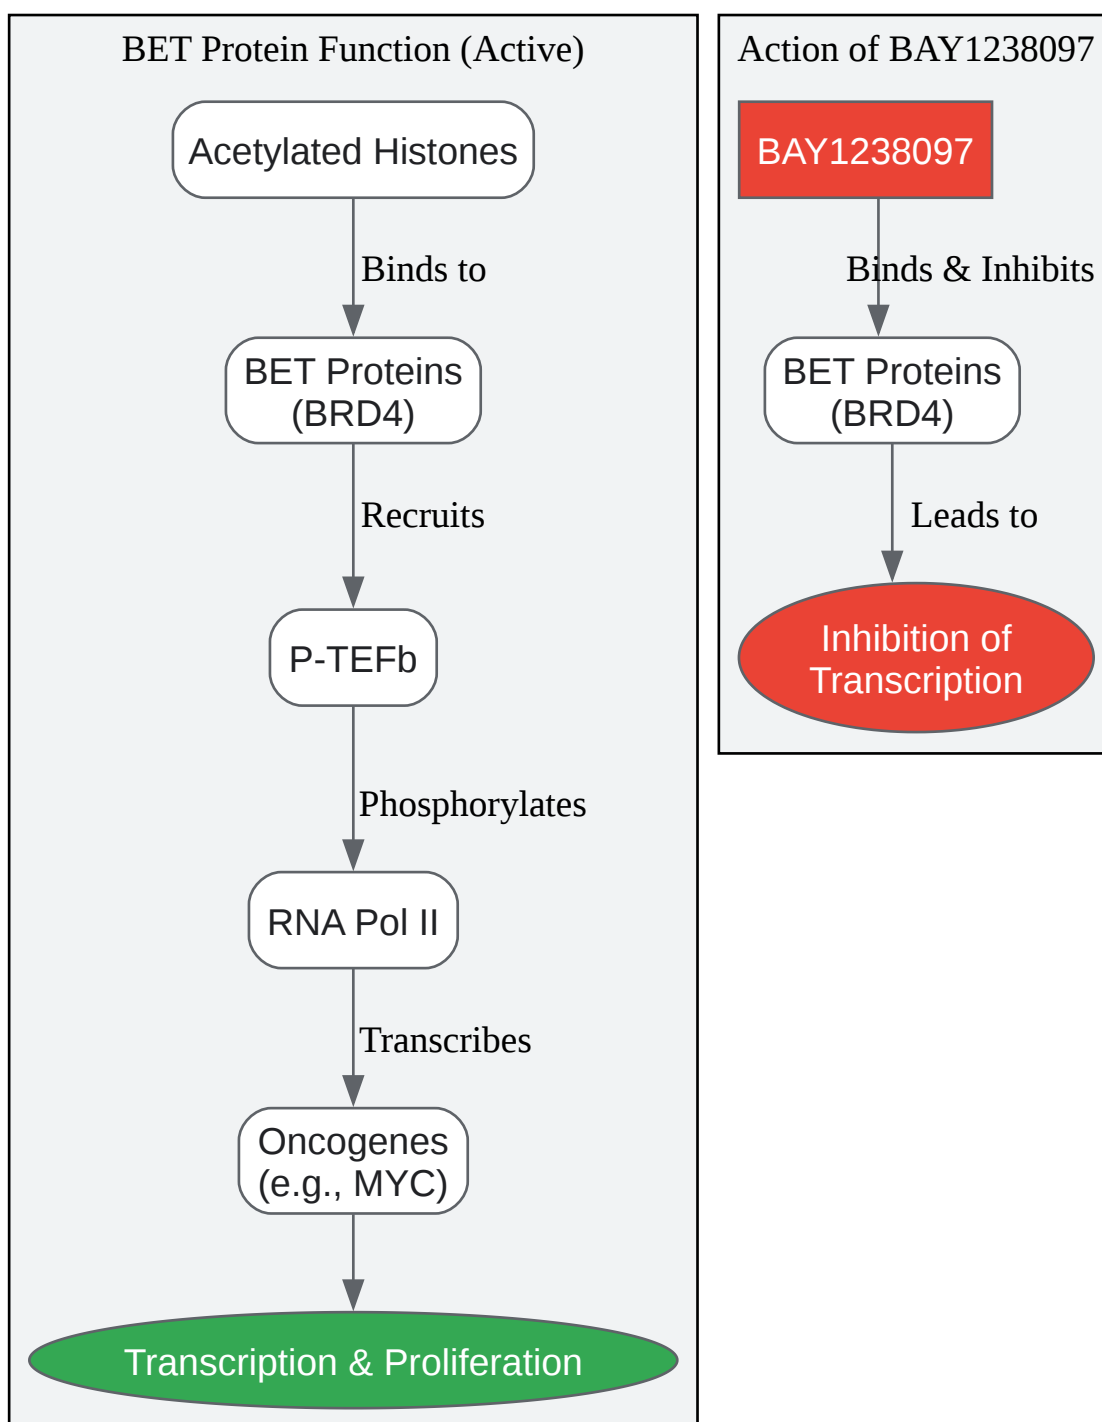 BET Protein Function (Active)
Acetylated Histones
Binds to
BET Proteins
(BRD4)
Recruits
P-TEFb
Phosphorylates
RNA Pol II
Transcribes
Oncogenes
(e.g., MYC)
Transcription & Proliferation
Action of BAY1238097
BAY1238097
Binds & Inhibits
BET Proteins
(BRD4)
Leads to
Inhibition of
Transcription